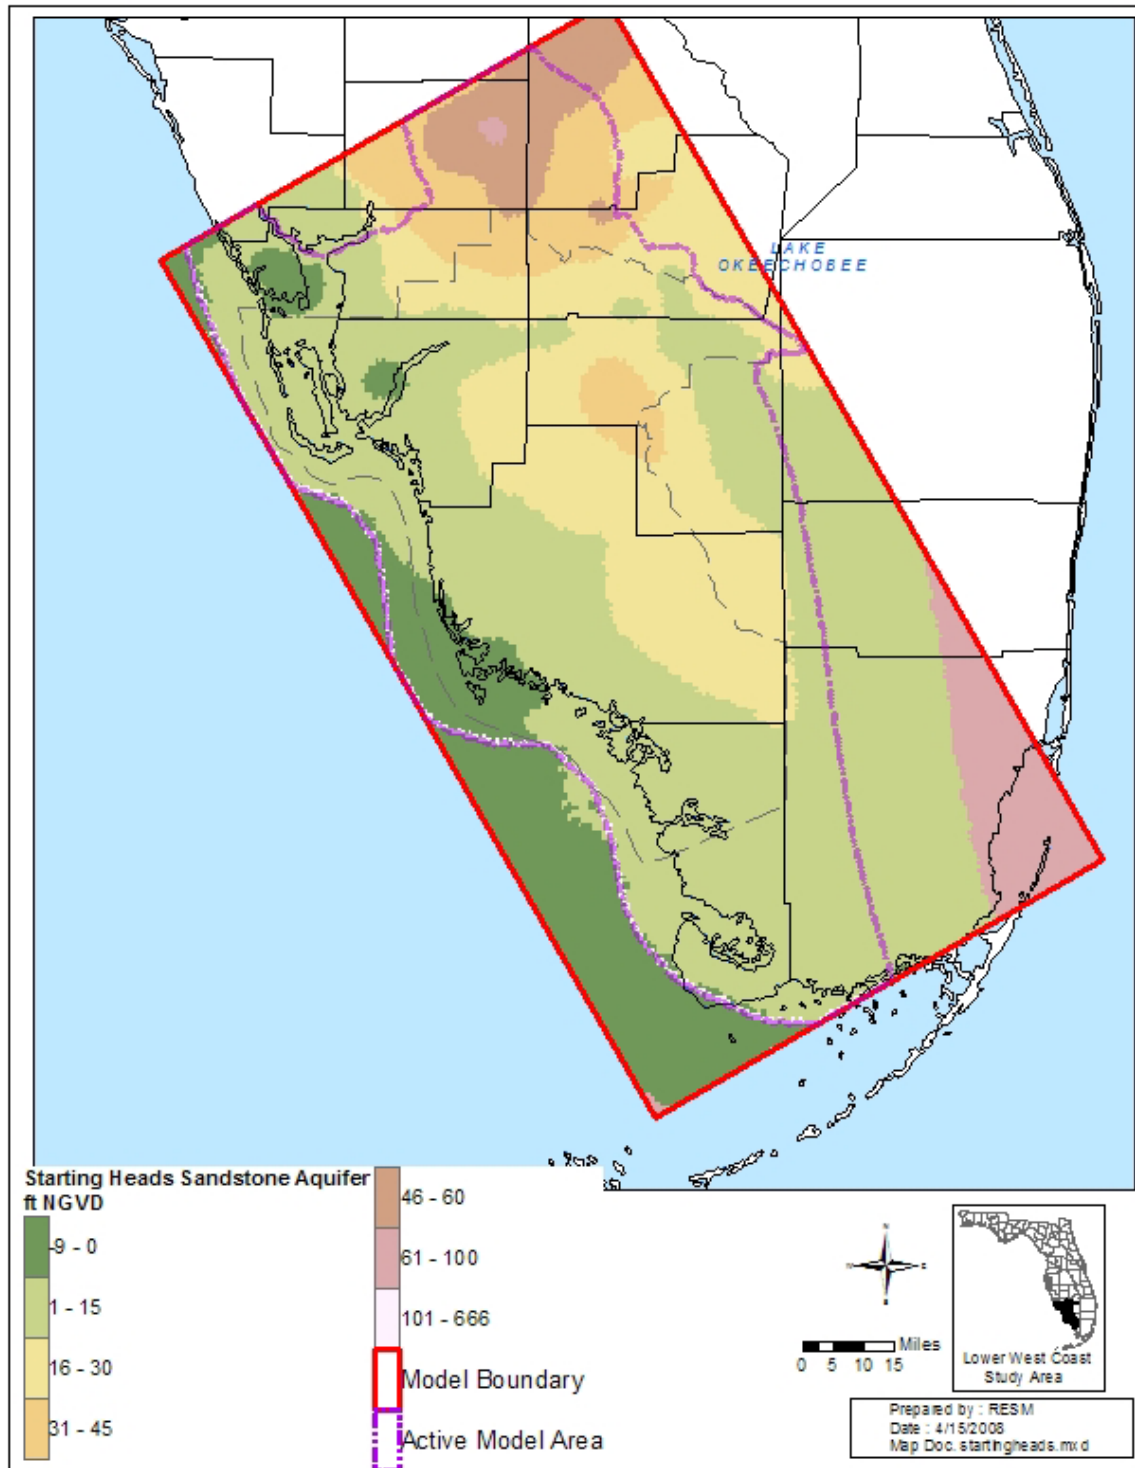 LAKE
OKEECHOBEE
Starting Heads Sandstone Aquifer
ft NGVD
-9 - 0
1 - 15
16 - 30
31 - 45
46 - 60
61 - 100
101 - 666
Model Boundary
Active Model Area
N
W
E
S
Miles
0 5 10 15
Lower West Coast
Study Area
Prepared by : RESM
Date : 4/15/2008
Map Doc. startingheads.mxd